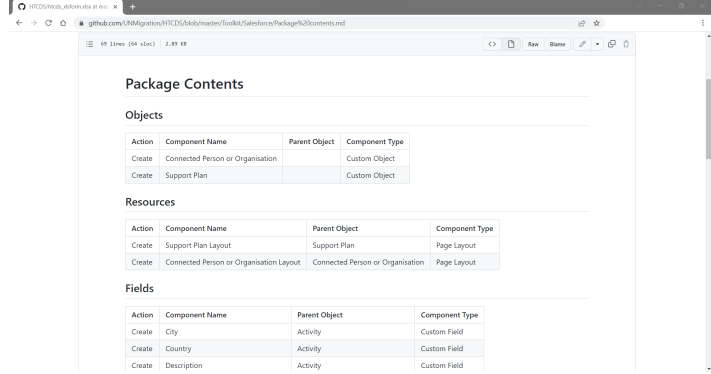 HTCDS/htcds_xlsform.xlsx at mas
github.com/UNMigration/HTCDS/blob/master/Toolkit/Salesforce/Package%20contents.md
69 lines (64 sloc) 2.89 KB
Raw Blame
Package Contents
Objects
Action Component Name Parent Object Component Type
Create Connected Person or Organisation Custom Object
Create Support Plan Custom Object
Resources
Action Component Name Parent Object Component Type
Create Support Plan Layout Support Plan Page Layout
Create Connected Person or Organisation Layout Connected Person or Organisation Page Layout
Fields
Action Component Name Parent Object Component Type
Create City Activity Custom Field
Create Country Activity Custom Field
Create Description Activity Custom Field